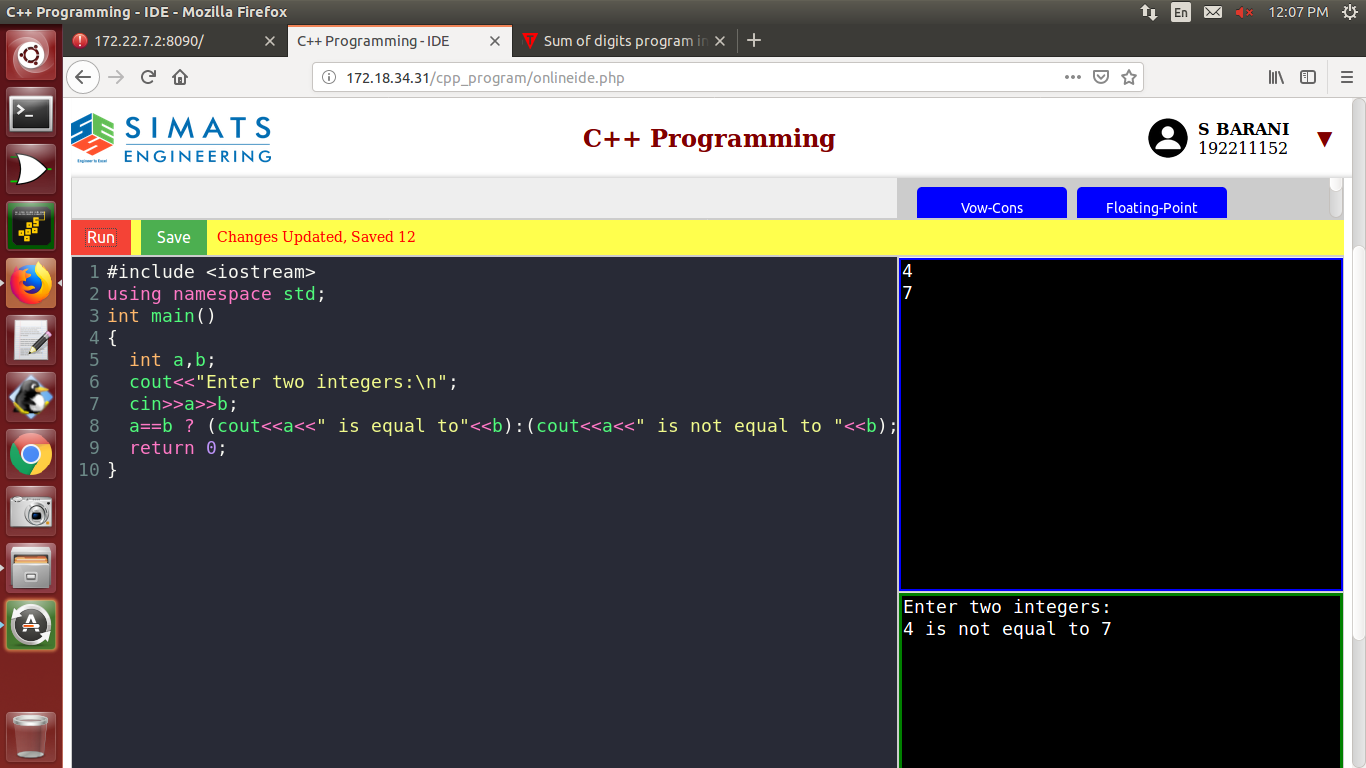 C++ Programming - IDE - Mozilla Firefox
En
12:07 PM
172.22.7.2:8090/
C++ Programming - IDE
Sum of digits program in
172.18.34.31/cpp_program/onlineide.php
SIMATS
ENGINEERING
Engineer to Excel
C++ Programming
S BARANI
192211152
Vow-Cons
Floating-Point
Run
Save
Changes Updated, Saved 12
1 #include <iostream>
2 using namespace std;
3 int main()
4 {
5   int a,b;
6   cout<<"Enter two integers:\n";
7   cin>>a>>b;
8   a==b ? (cout<<a<<" is equal to"<<b):(cout<<a<<" is not equal to "<<b);
9   return 0;
10 }
4
7
Enter two integers:
4 is not equal to 7